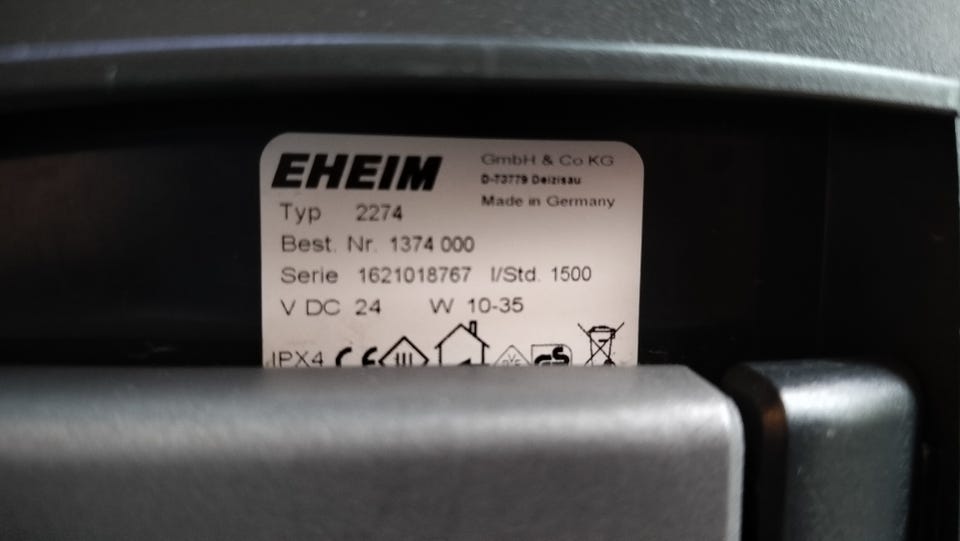 EHEIM
GmbH & Co KG
D-73779 Deizisau
Made in Germany
Typ 2274
Best. Nr. 1374 000
Serie 1621018767 l/Std. 1500
V DC 24 W 10-35
IPX4 CE